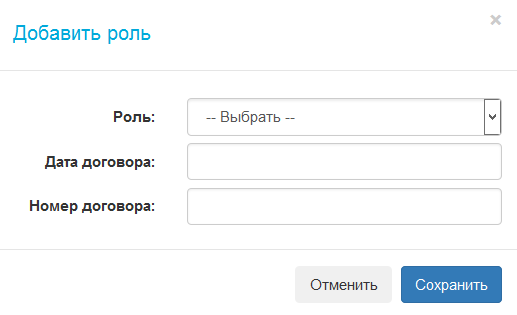 Добавить роль
×
Роль:
-- Выбрать --
Дата договора:
Номер договора:
Отменить
Сохранить